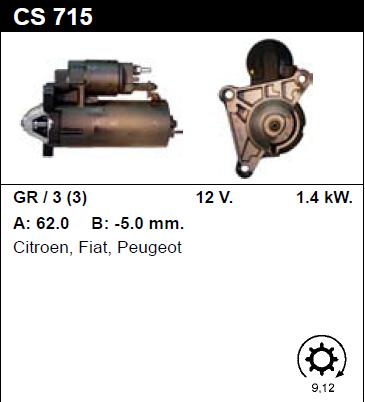 CS 715
GR / 3 (3) 12 V. 1.4 kW.
A: 62.0 B: -5.0 mm.
Citroen, Fiat, Peugeot
9,12